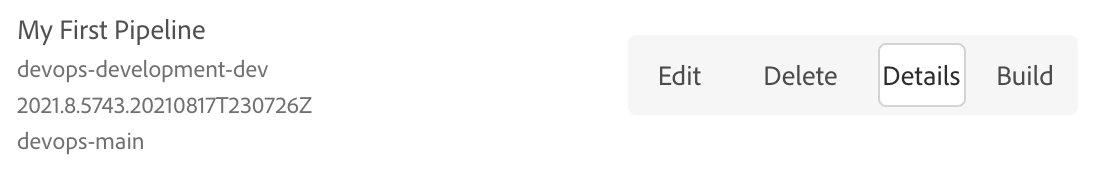 My First Pipeline
devops-development-dev
2021.8.5743.20210817T230726Z
devops-main
Edit Delete Details Build